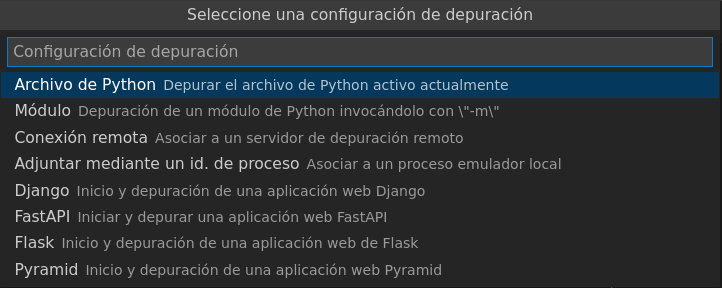 Seleccione una configuración de depuración
Configuración de depuración
Archivo de Python Depurar el archivo de Python activo actualmente
Módulo Depuración de un módulo de Python invocándolo con \"-m\"
Conexión remota Asociar a un servidor de depuración remoto
Adjuntar mediante un id. de proceso Asociar a un proceso emulador local
Django Inicio y depuración de una aplicación web Django
FastAPI Iniciar y depurar una aplicación web FastAPI
Flask Inicio y depuración de una aplicación web de Flask
Pyramid Inicio y depuración de una aplicación web Pyramid